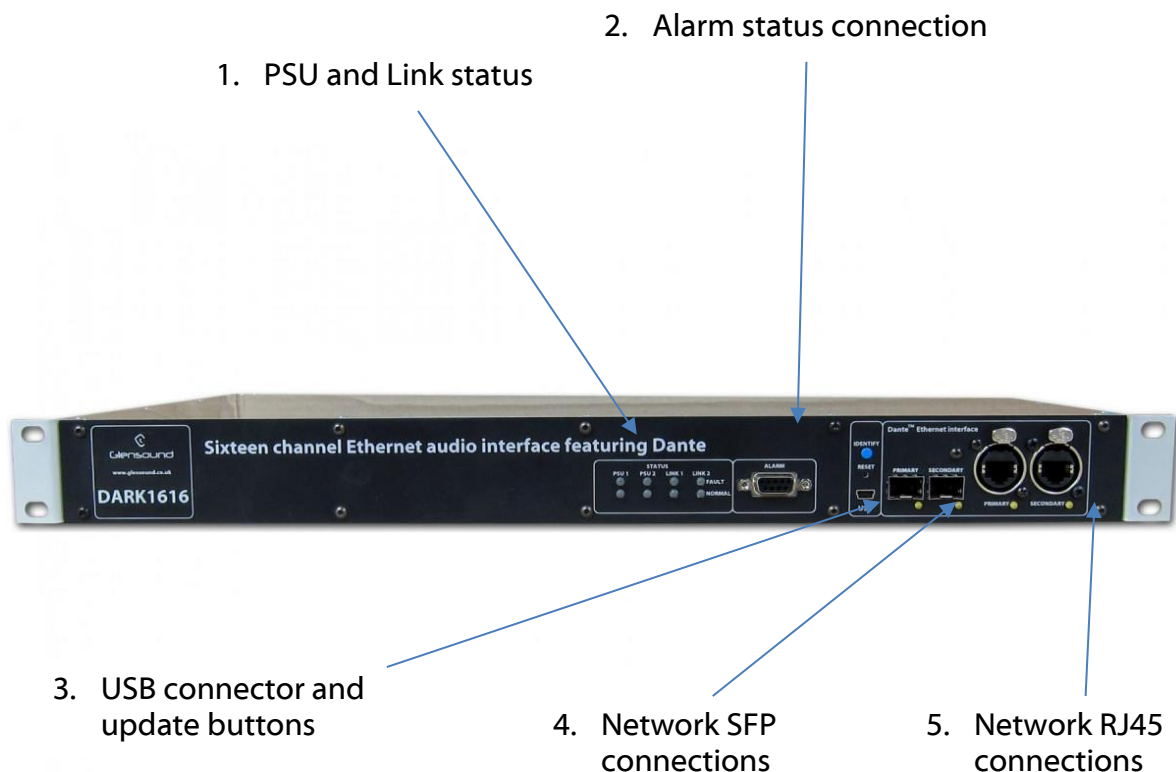 2. Alarm status connection
1. PSU and Link status
Glensound
www.glensound.co.uk
DARK1616
Sixteen channel Ethernet audio interface featuring Dante
STATUS
PSU 1 PSU 2 LINK 1 LINK 2
FAULT
NORMAL
ALARM
IDENTIFY
RESET
Dante™ Ethernet interface
PRIMARY SECONDARY
PRIMARY SECONDARY
3. USB connector and
update buttons
4. Network SFP
connections
5. Network RJ45
connections